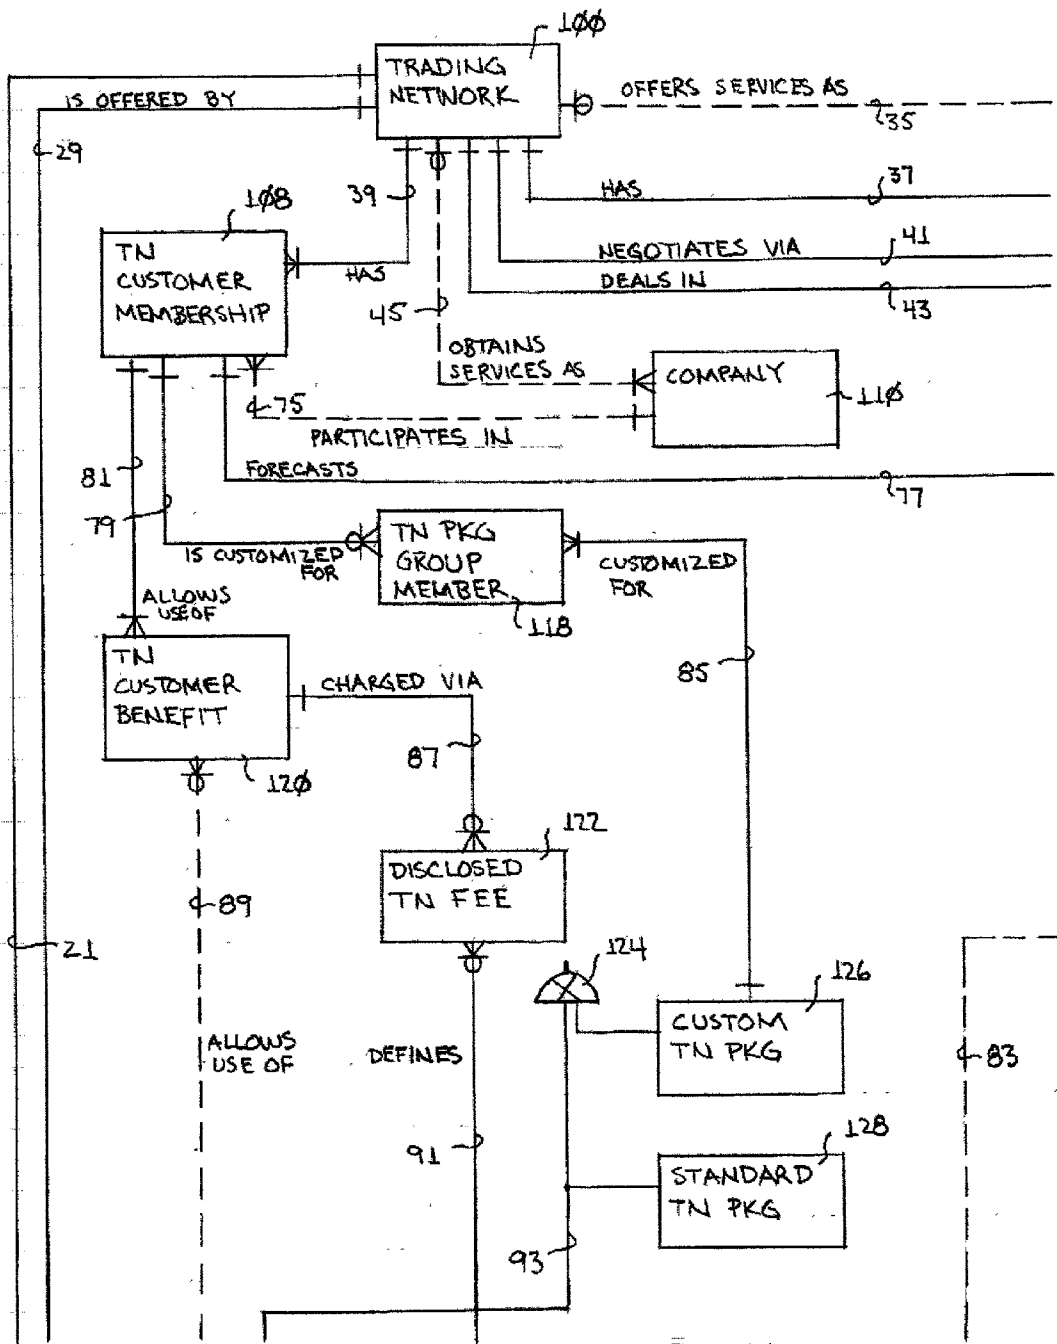 1ØØ
TRADING
NETWORK
OFFERS SERVICES AS
IS OFFERED BY
35
29
37
39
HAS
1Ø8
41
TN
CUSTOMER
MEMBERSHIP
NEGOTIATES VIA
HAS
DEALS IN
43
45
OBTAINS
SERVICES AS
COMPANY
11Ø
75
PARTICIPATES IN
81
FORECASTS
77
79
TN PKG
GROUP
MEMBER
IS CUSTOMIZED
FOR
CUSTOMIZED
FOR
ALLOWS
USE OF
118
TN
CUSTOMER
BENEFIT
CHARGED VIA
85
87
12Ø
122
DISCLOSED
TN FEE
89
21
124
126
CUSTOM
TN PKG
ALLOWS
USE OF
DEFINES
83
91
128
STANDARD
TN PKG
93